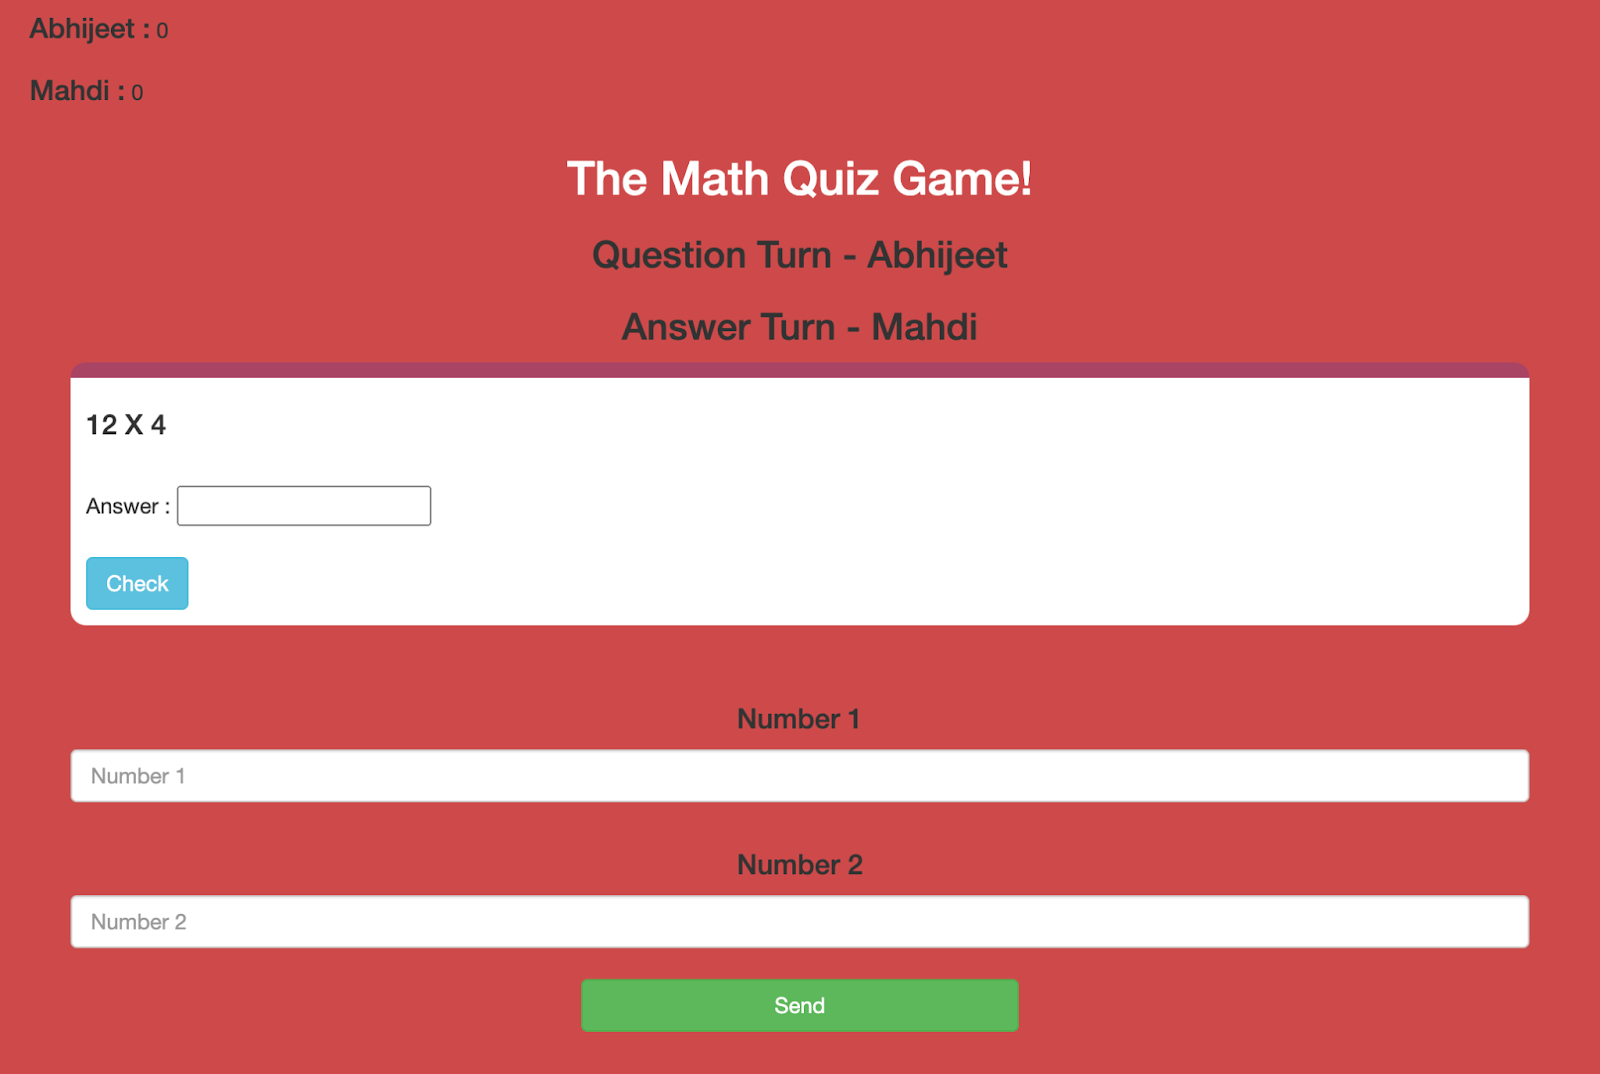 Abhijeet : 0
Mahdi : 0
The Math Quiz Game!
Question Turn - Abhijeet
Answer Turn - Mahdi
12 X 4
Answer :
Check
Number 1
Number 1
Number 2
Number 2
Send